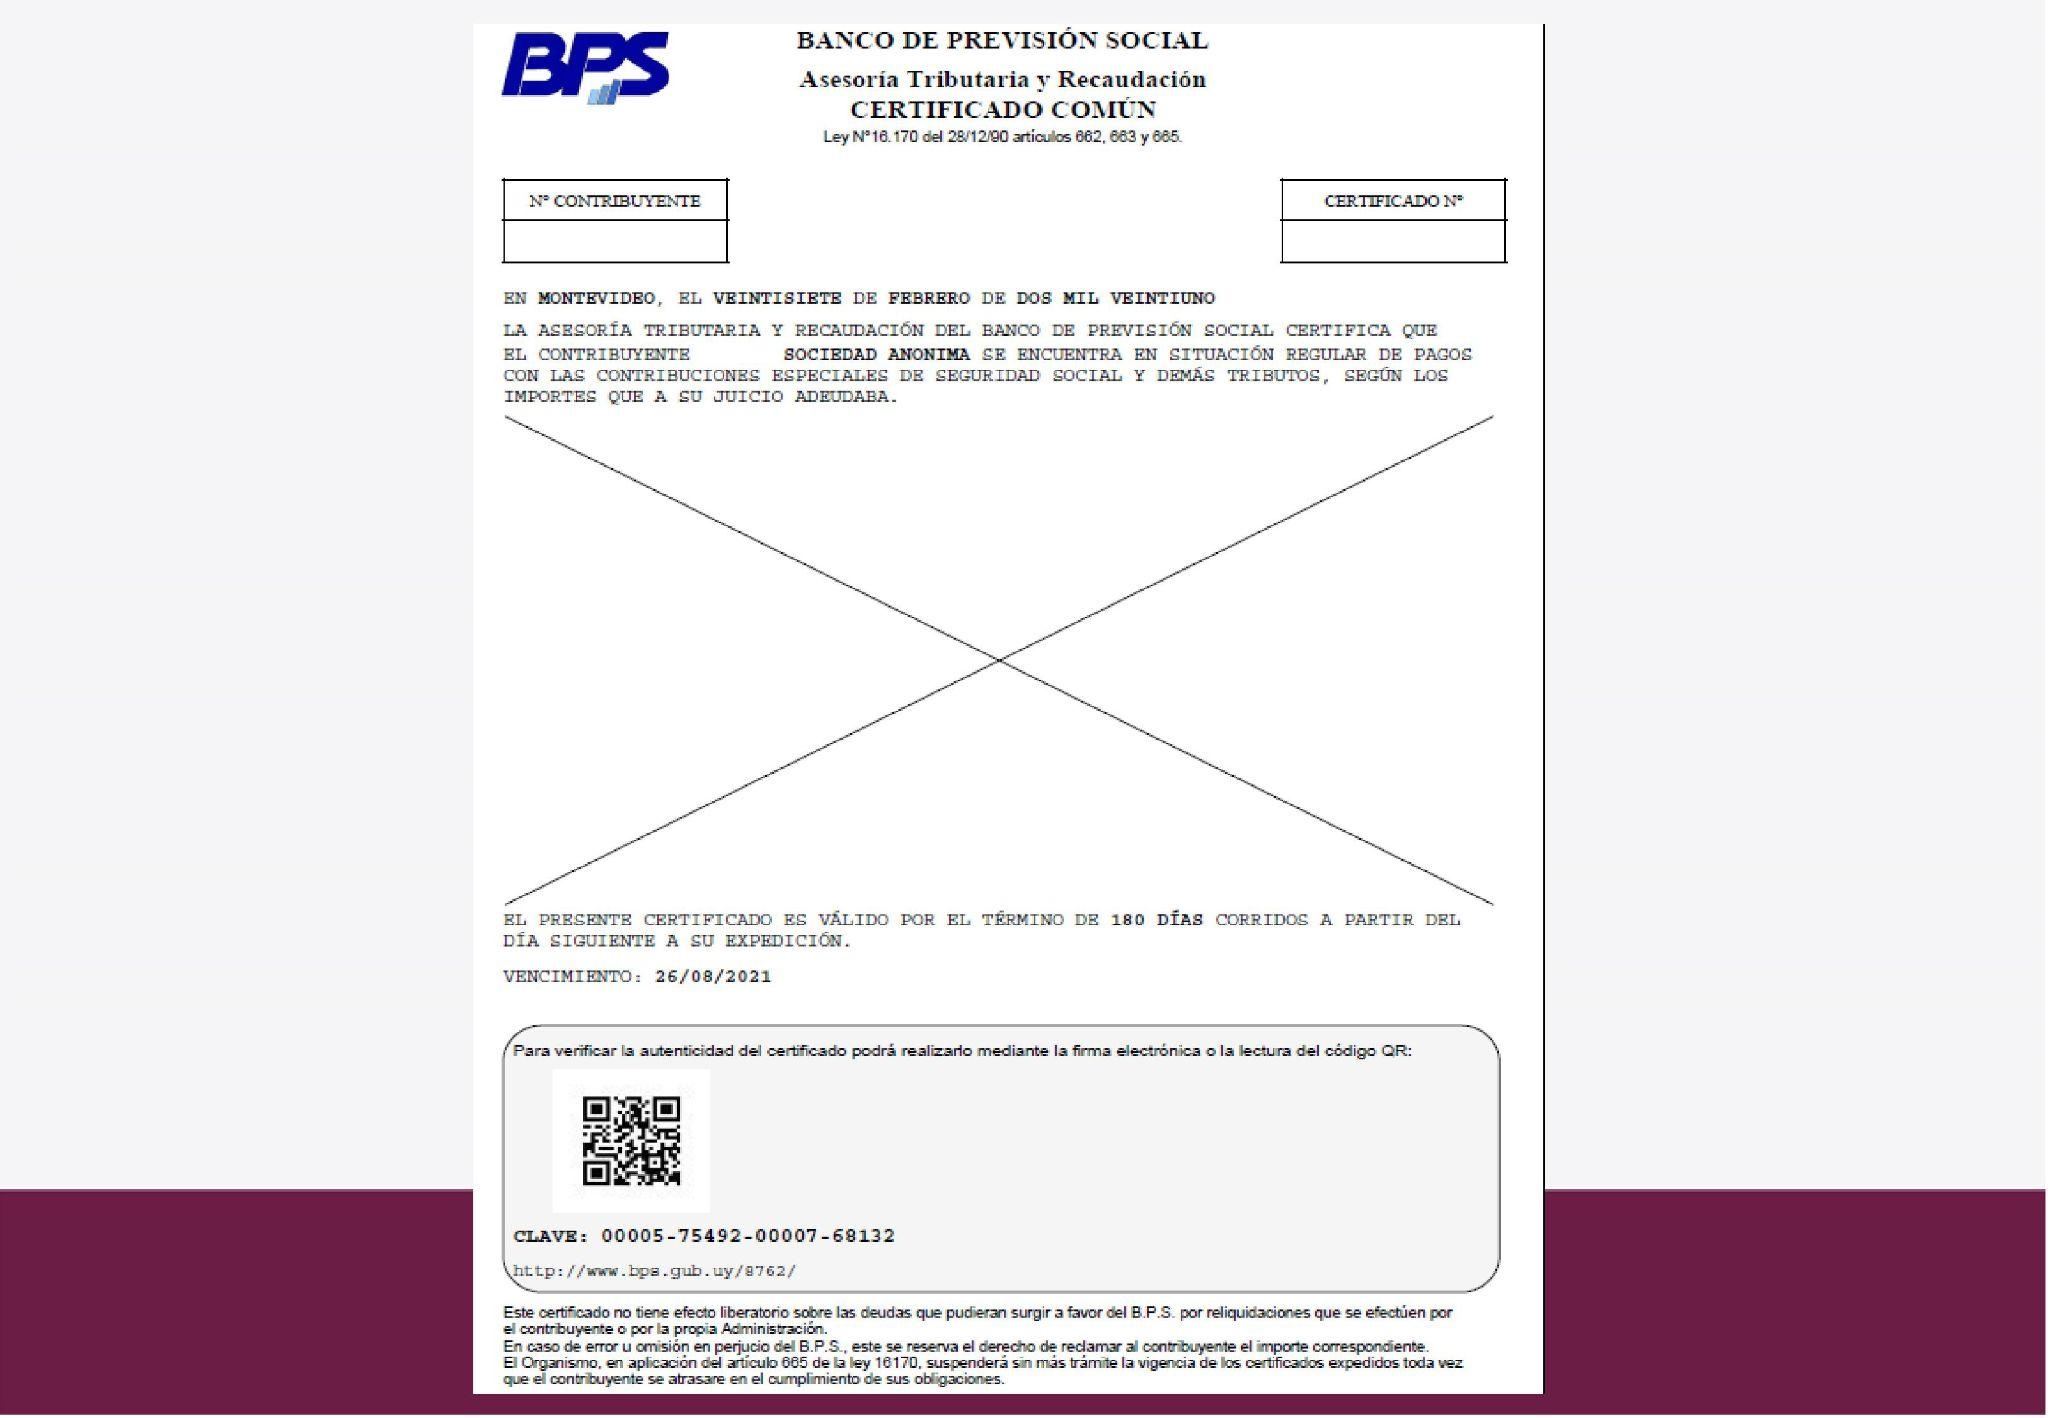 BPS
BANCO DE PREVISIÓN SOCIAL
Asesoría Tributaria y Recaudación
CERTIFICADO COMÚN
Ley Nº16.170 del 28/12/90 artículos 662, 663 y 665.
Nº CONTRIBUYENTE
CERTIFICADO Nº
EN MONTEVIDEO, EL VEINTISIETE DE FEBRERO DE DOS MIL VEINTIUNO
LA ASESORÍA TRIBUTARIA Y RECAUDACIÓN DEL BANCO DE PREVISIÓN SOCIAL CERTIFICA QUE
EL CONTRIBUYENTE SOCIEDAD ANONIMA SE ENCUENTRA EN SITUACIÓN REGULAR DE PAGOS
CON LAS CONTRIBUCIONES ESPECIALES DE SEGURIDAD SOCIAL Y DEMÁS TRIBUTOS, SEGÚN LOS
IMPORTES QUE A SU JUICIO ADEUDABA.
EL PRESENTE CERTIFICADO ES VÁLIDO POR EL TÉRMINO DE 180 DÍAS CORRIDOS A PARTIR DEL
DÍA SIGUIENTE A SU EXPEDICIÓN.
VENCIMIENTO: 26/08/2021
Para verificar la autenticidad del certificado podrá realizarlo mediante la firma electrónica o la lectura del código QR:
CLAVE: 00005-75492-00007-68132
http://www.bps.gub.uy/8762/
Este certificado no tiene efecto liberatorio sobre las deudas que pudieran surgir a favor del B.P.S. por reliquidaciones que se efectúen por
el contribuyente o por la propia Administración.
En caso de error u omisión en perjuicio del B.P.S., este se reserva el derecho de reclamar al contribuyente el importe correspondiente.
El Organismo, en aplicación del artículo 665 de la ley 16170, suspenderá sin más trámite la vigencia de los certificados expedidos toda vez
que el contribuyente se atrasare en el cumplimiento de sus obligaciones.